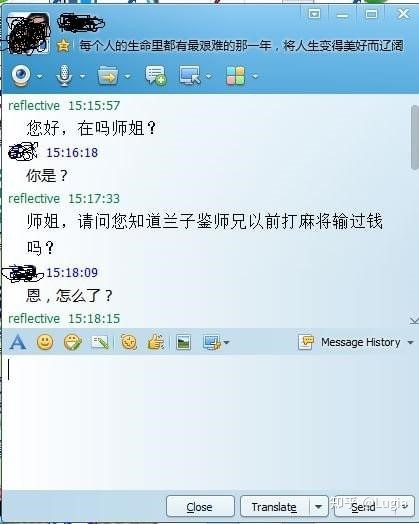 每个人的生命里都有最艰难的那一年，将人生变得美好而辽阔
reflective 15:15:57
您好，在吗师姐？
15:16:18
你是？
reflective 15:17:33
师姐，请问您知道兰子鉴师兄以前打麻将输过钱
吗？
15:18:09
恩，怎么了？
reflective 15:18:15
A Message History
Close Translate Send
知乎 @Lugia